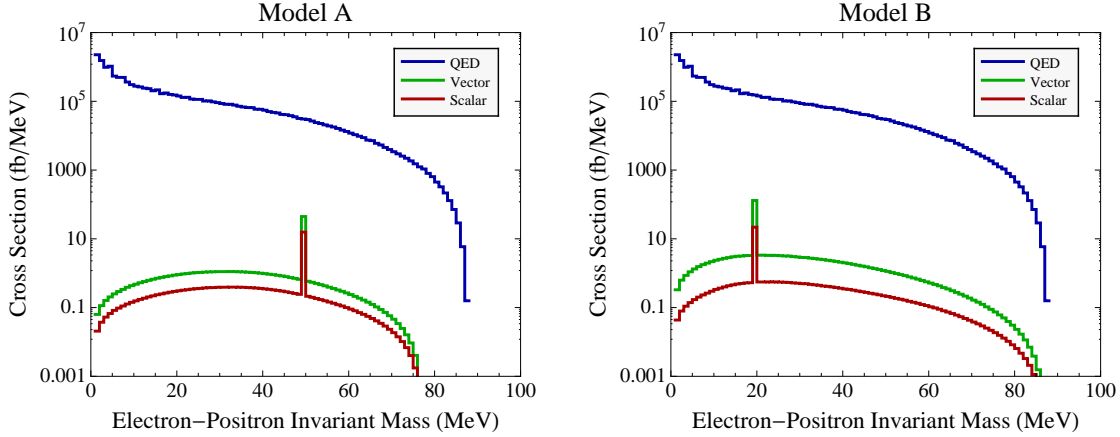 Model A
Cross Section (fb/MeV)
10^7
10^5
1000
10
0.1
0.001
QED
Vector
Scalar
0 20 40 60 80 100
Electron−Positron Invariant Mass (MeV)
Model B
Cross Section (fb/MeV)
10^7
10^5
1000
10
0.1
0.001
QED
Vector
Scalar
0 20 40 60 80 100
Electron−Positron Invariant Mass (MeV)